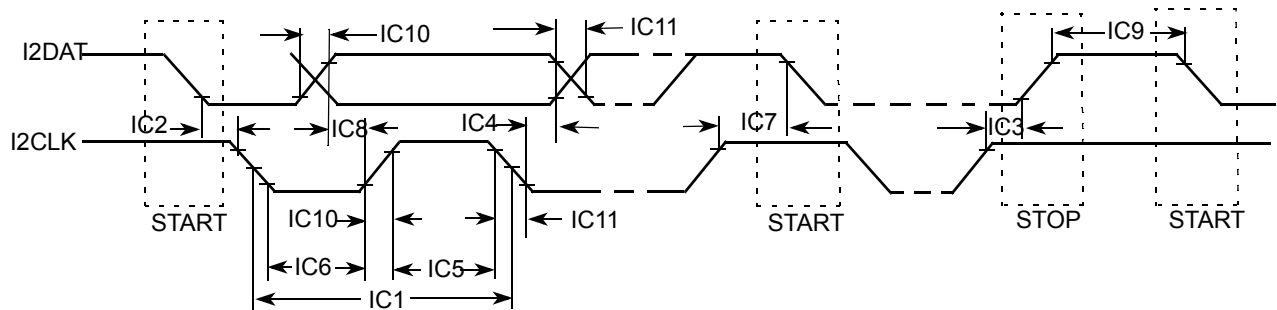 IC10
IC11
IC9
I2DAT
IC2
IC8
IC4
IC7
IC3
I2CLK
START
IC10
IC11
START
STOP
START
IC6
IC5
IC1